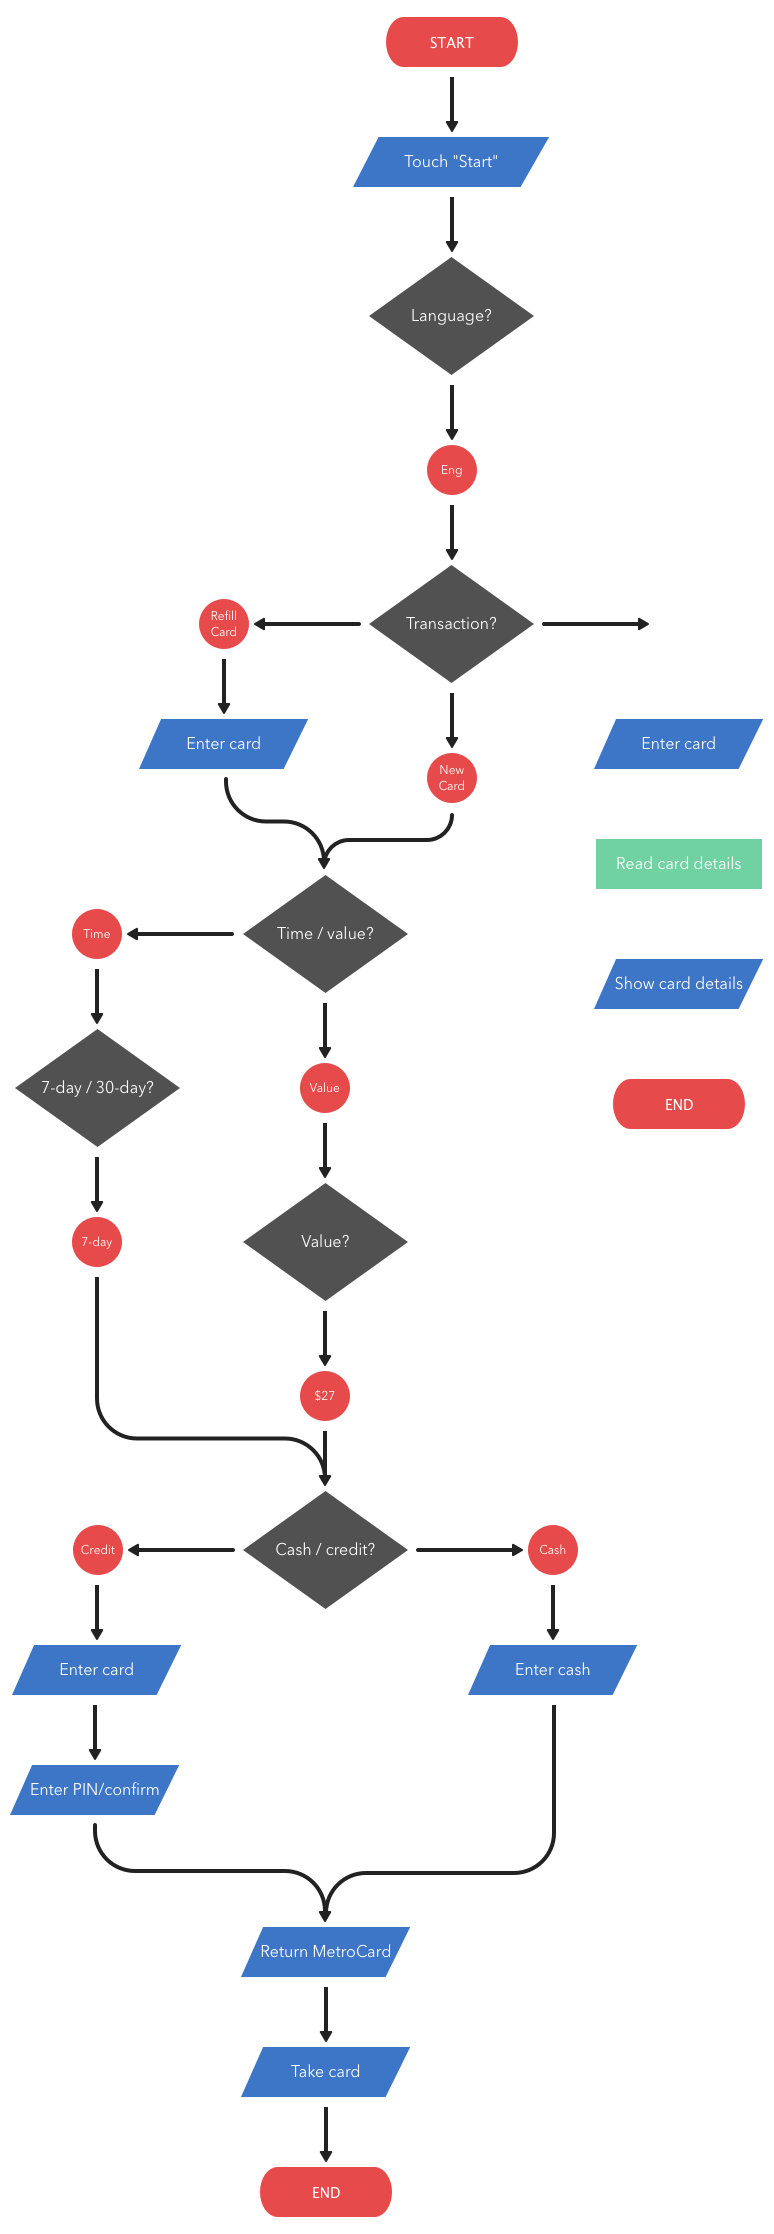 START
Touch "Start"
Language?
Eng
Transaction?
Refill
Card
Enter card
New
Card
Enter card
Read card details
Show card details
END
Time / value?
Time
7-day / 30-day?
7-day
Value
Value?
$27
Cash / credit?
Credit
Cash
Enter card
Enter cash
Enter PIN/confirm
Return MetroCard
Take card
END